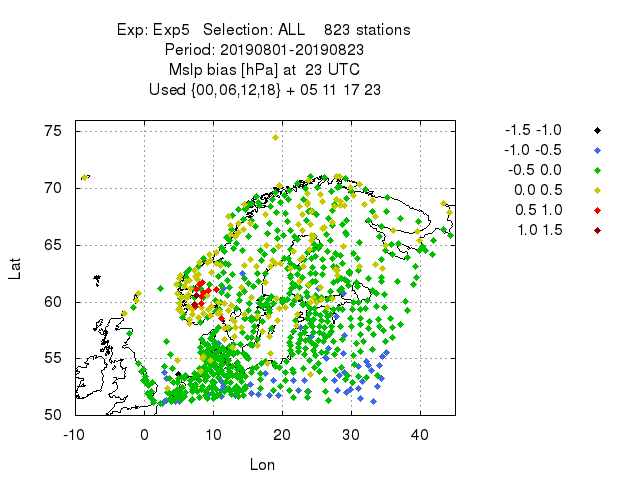 Exp: Exp5 Selection: ALL 823 stations
Period: 20190801-20190823
Mslp bias [hPa] at 23 UTC
Used {00,06,12,18} + 05 11 17 23
-1.5 -1.0
-1.0 -0.5
-0.5 0.0
0.0 0.5
0.5 1.0
1.0 1.5
75
70
65
60
55
50
Lat
-10 0 10 20 30 40
Lon